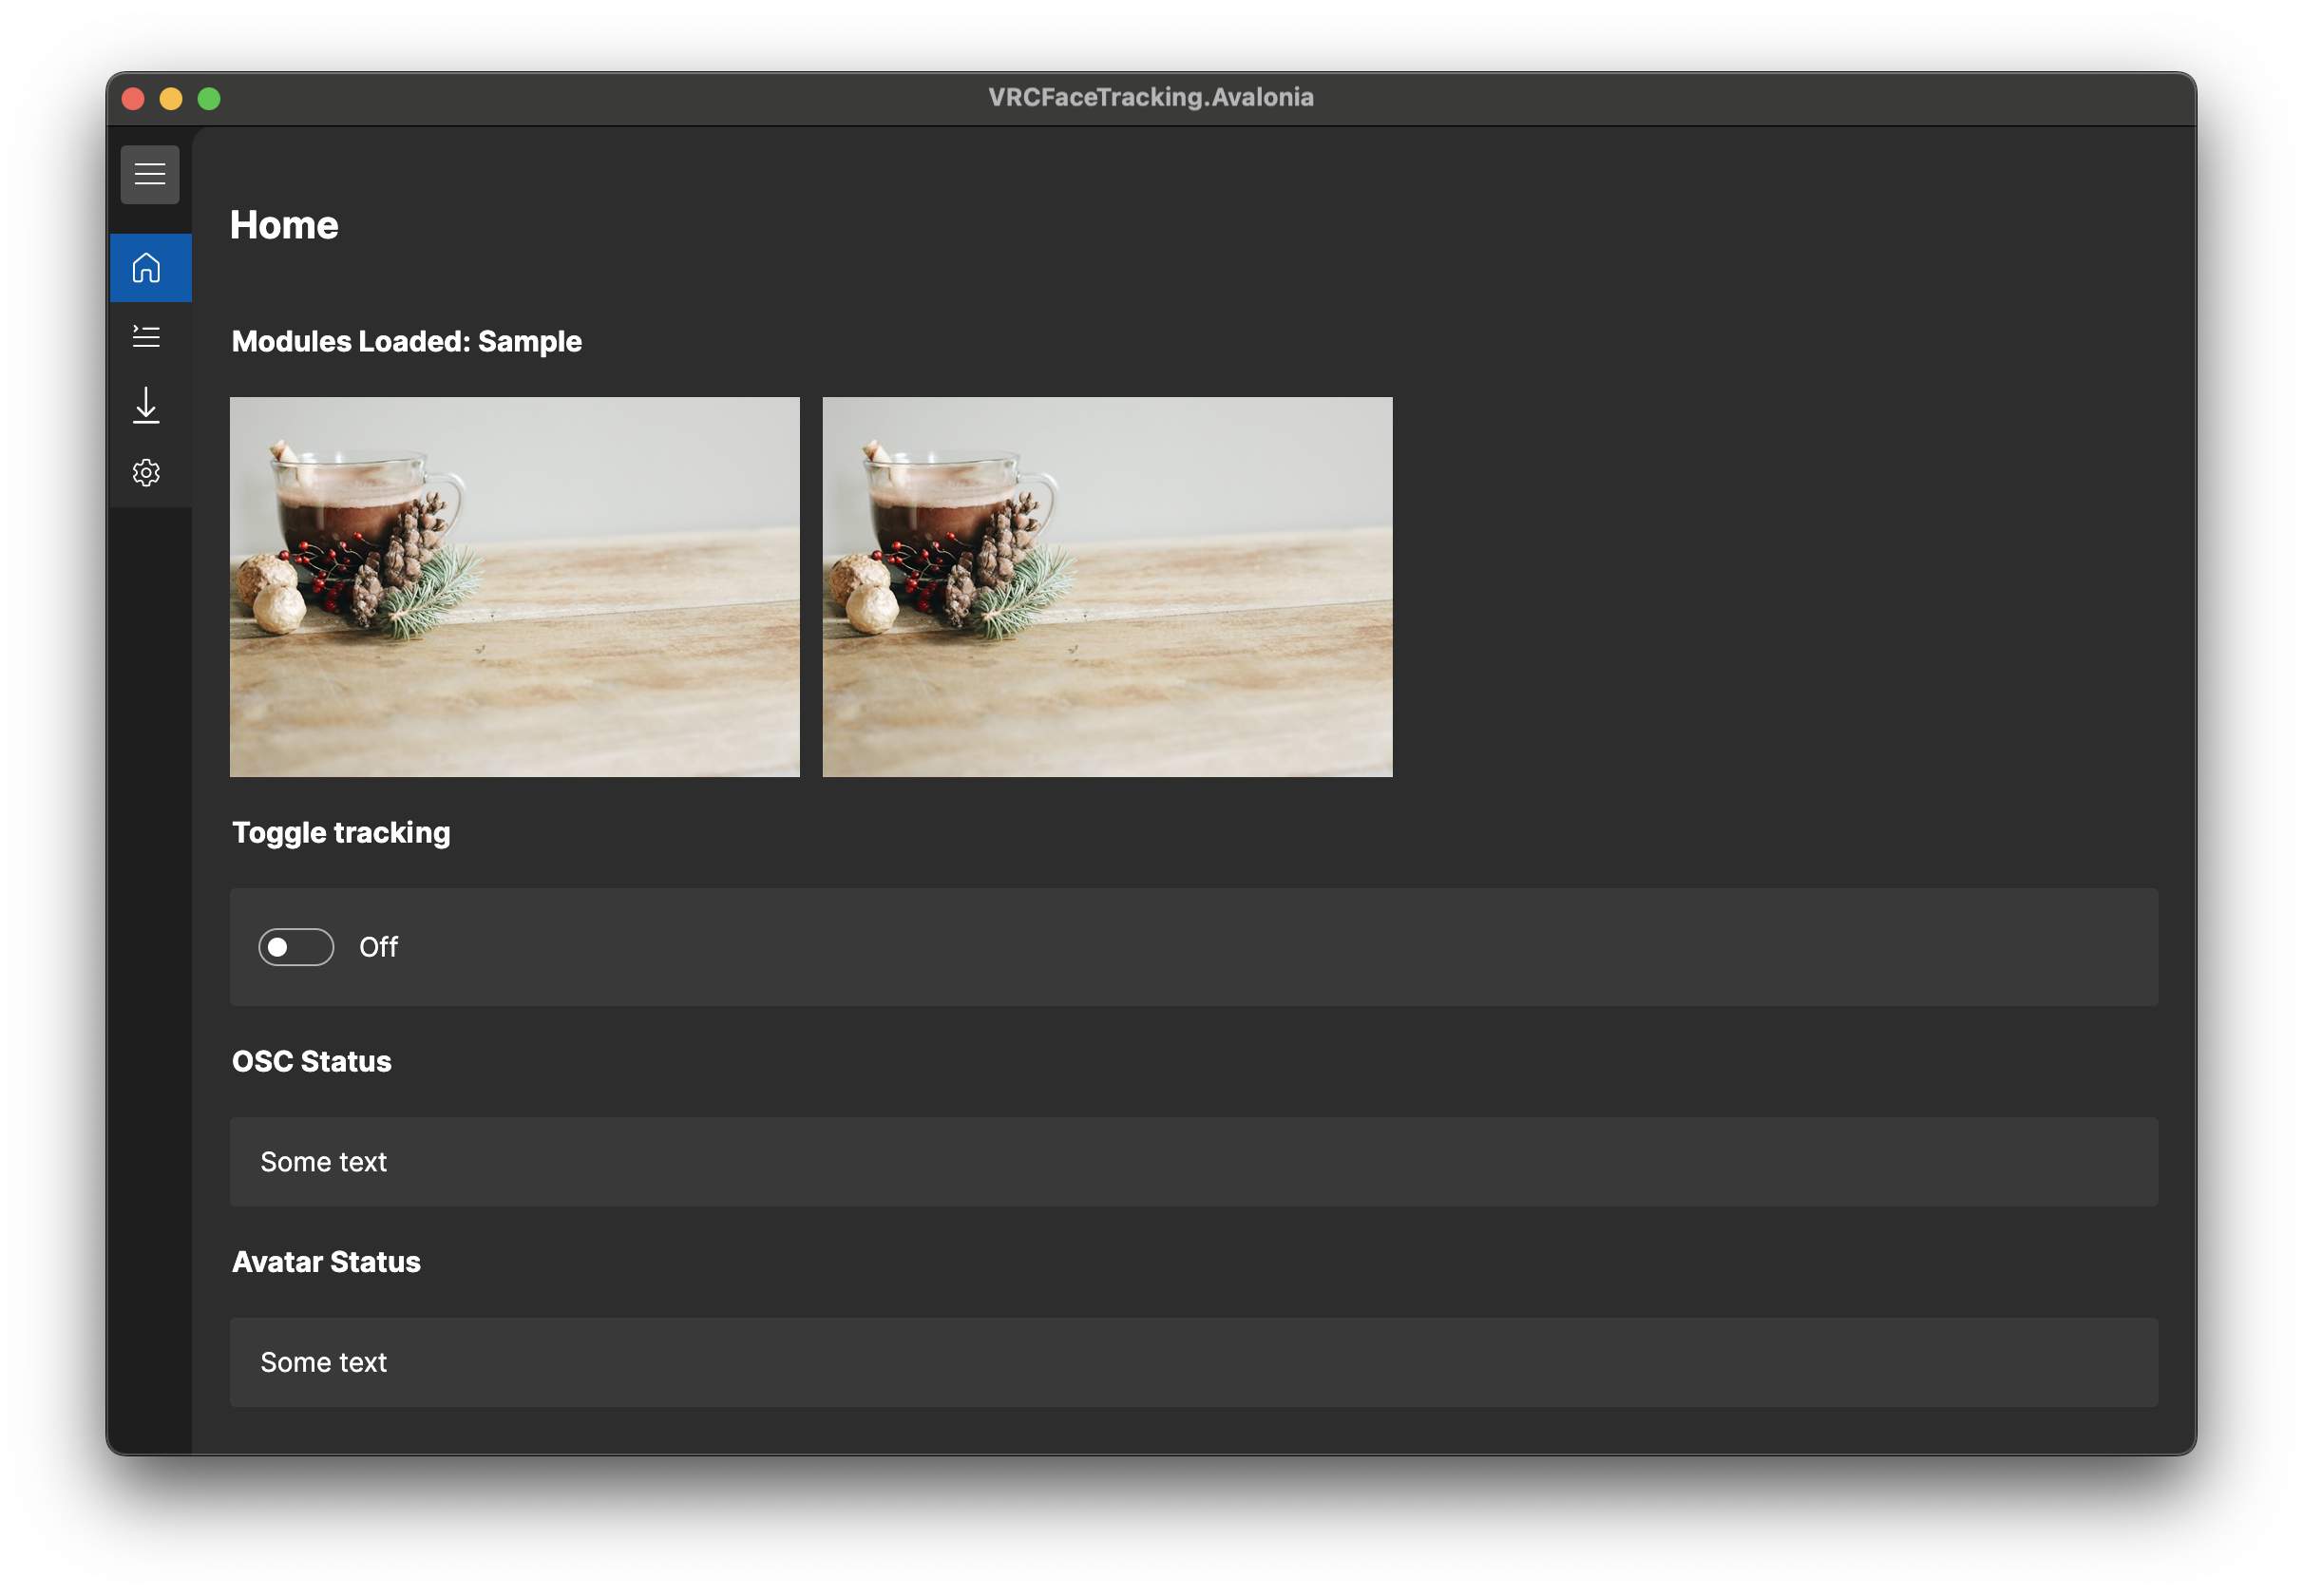 VRCFaceTracking.Avalonia
Home
Modules Loaded: Sample
Toggle tracking
Off
OSC Status
Some text
Avatar Status
Some text